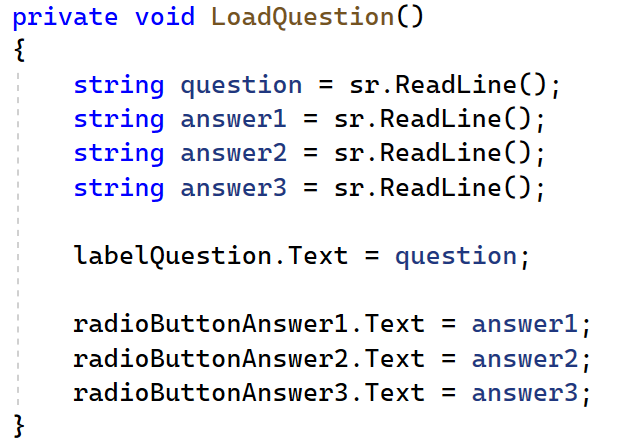 private void LoadQuestion()
{
    string question = sr.ReadLine();
    string answer1 = sr.ReadLine();
    string answer2 = sr.ReadLine();
    string answer3 = sr.ReadLine();

    labelQuestion.Text = question;

    radioButtonAnswer1.Text = answer1;
    radioButtonAnswer2.Text = answer2;
    radioButtonAnswer3.Text = answer3;
}